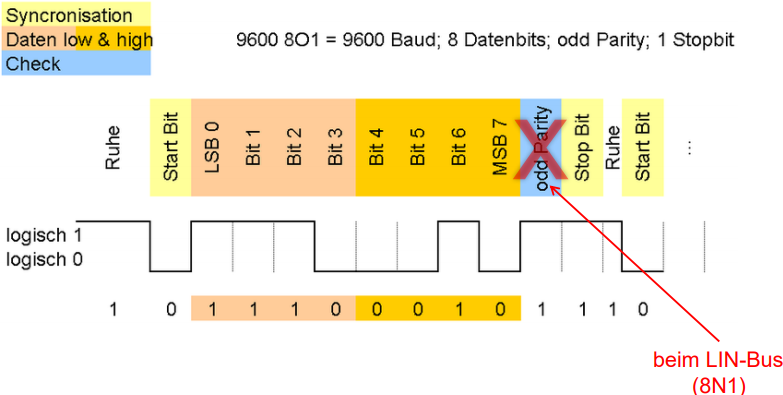 Syncronisation
Daten low & high
Check
9600 8O1 = 9600 Baud; 8 Datenbits; odd Parity; 1 Stopbit
Ruhe
Start Bit
LSB 0
Bit 1
Bit 2
Bit 3
Bit 4
Bit 5
Bit 6
MSB 7
odd Parity
Stop Bit
Ruhe
Start Bit
...
logisch 1
logisch 0
1 0 1 1 1 0 0 0 1 0 1 1 1 0
beim LIN-Bus
(8N1)